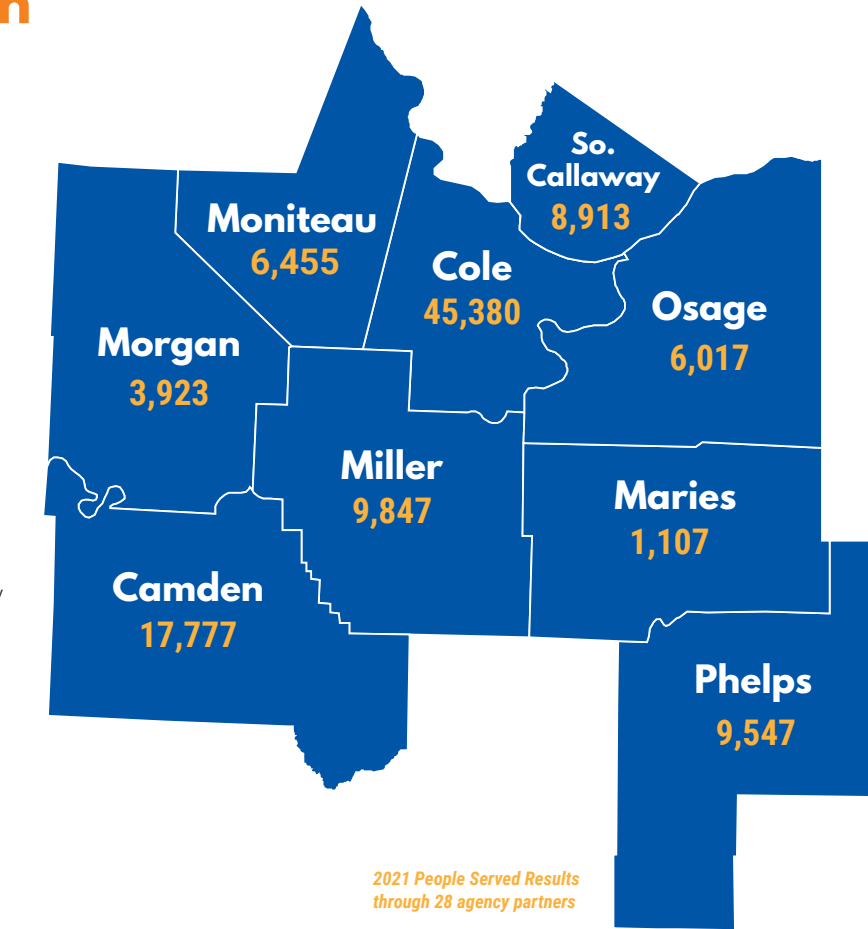 n
So.
Callaway
8,913
Moniteau
6,455
Cole
45,380
Osage
6,017
Morgan
3,923
Miller
9,847
Maries
1,107
Camden
17,777
Phelps
9,547
2021 People Served Results
through 28 agency partners